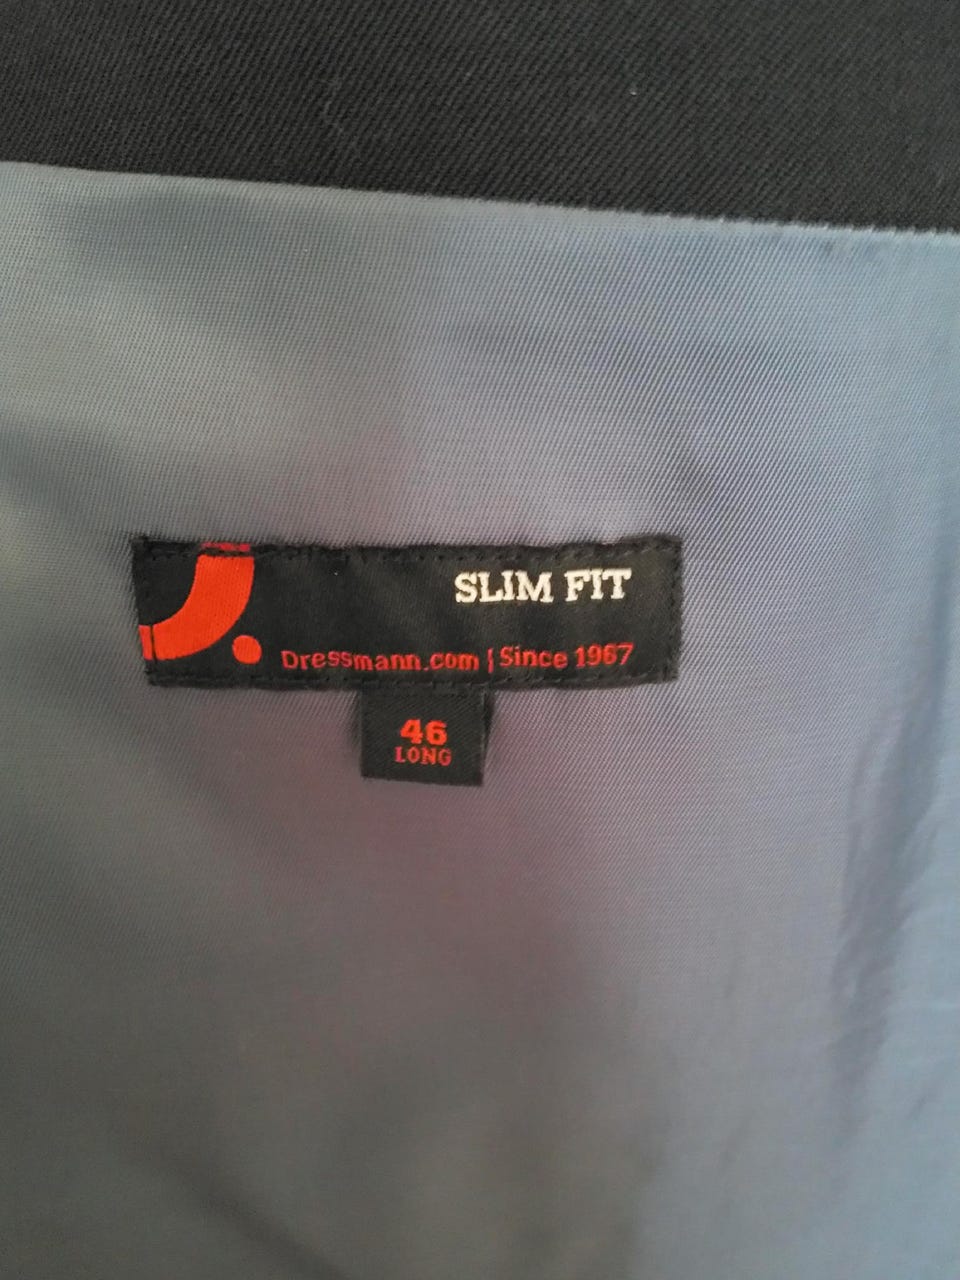 SLIM FIT
Dressmann.com | Since 1967
46
LONG